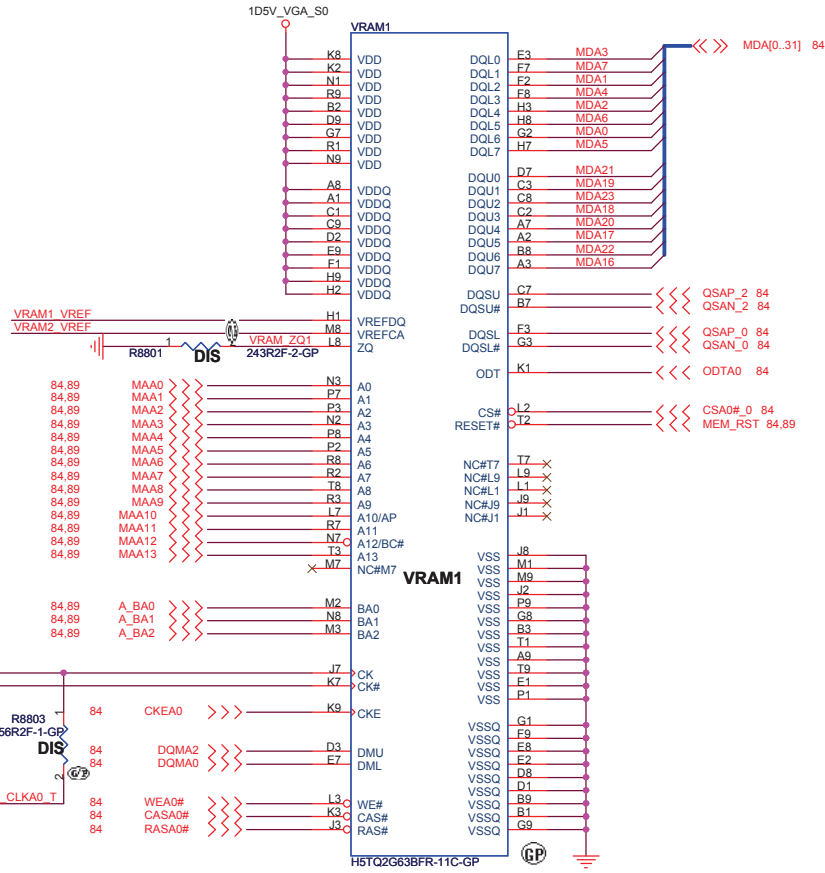 1D5V_VGA_S0
VRAM1
K8 VDD DQL0 E3 MDA3 MDA[0..31] 84
K2 VDD DQL1 F7 MDA7
N1 VDD DQL2 F2 MDA1
R9 VDD DQL3 F8 MDA4
B2 VDD DQL4 H3 MDA2
D9 VDD DQL5 H8 MDA6
G7 VDD DQL6 G2 MDA0
R1 VDD DQL7 H7 MDA5
N9 VDD
DQU0 D7 MDA21
A8 VDDQ DQU1 C3 MDA19
A1 VDDQ DQU2 C8 MDA23
C1 VDDQ DQU3 C2 MDA18
C9 VDDQ DQU4 A7 MDA20
D2 VDDQ DQU5 A2 MDA17
E9 VDDQ DQU6 B8 MDA22
F1 VDDQ DQU7 A3 MDA16
H9 VDDQ
H2 VDDQ DQSU C7 QSAP_2 84
DQSU# B7 QSAN_2 84
VRAM1_VREF H1 VREFDQ
VRAM2_VREF M8 VREFCA DQSL F3 QSAP_0 84
1 2 VRAM_ZQ1 L8 ZQ DQSL# G3 QSAN_0 84
R8801 DIS 243R2F-2-GP
ODT K1 ODTA0 84
84,89 MAA0 N3 A0
84,89 MAA1 P7 A1
84,89 MAA2 P3 A2 CS# L2 CSA0#_0 84
84,89 MAA3 N2 A3 RESET# T2 MEM_RST 84,89
84,89 MAA4 P8 A4
84,89 MAA5 P2 A5
84,89 MAA6 R8 A6 NC#T7 T7
84,89 MAA7 R2 A7 NC#L9 L9
84,89 MAA8 T8 A8 NC#L1 L1
84,89 MAA9 R3 A9 NC#J9 J9
84,89 MAA10 L7 A10/AP NC#J1 J1
84,89 MAA11 R7 A11
84,89 MAA12 N7 A12/BC#
84,89 MAA13 T3 A13 VSS J8
M7 NC#M7 VSS M1
VRAM1
VSS M9
VSS J2
84,89 A_BA0 M2 BA0 VSS P9
84,89 A_BA1 N8 BA1 VSS G8
84,89 A_BA2 M3 BA2 VSS B3
VSS T1
VSS A9
J7 CK VSS T9
K7 CK# VSS E1
VSS P1
84 CKEA0 K9 CKE
1
R8803
56R2F-1-GP
DIS
2
VSSQ G1
VSSQ F9
84 DQMA2 D3 DMU VSSQ E8
84 DQMA0 E7 DML VSSQ E2
VSSQ D8
VSSQ D1
_CLKA0_T
84 WEA0# L3 WE# VSSQ B9
84 CASA0# K3 CAS# VSSQ B1
84 RASA0# J3 RAS# VSSQ G9
H5TQ2G63BFR-11C-GP
GP